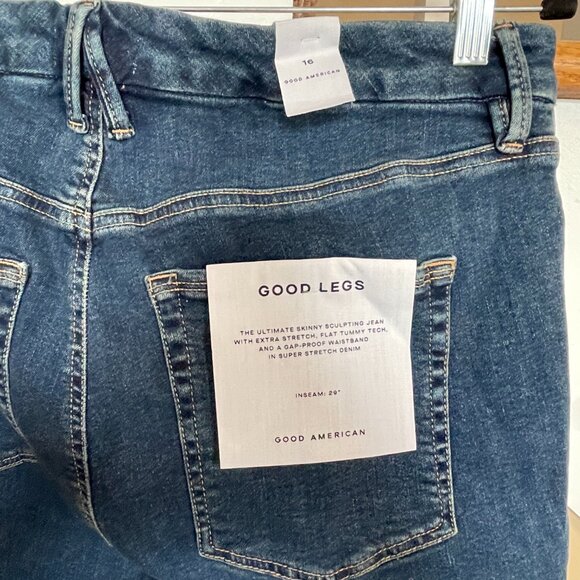 16
GOOD AMERICAN
GOOD LEGS
THE ULTIMATE SKINNY SCULPTING JEAN
WITH EXTRA STRETCH, FLAT TUMMY TECH,
AND A GAP-PROOF WAISTBAND
IN SUPER STRETCH DENIM
INSEAM: 29"
GOOD AMERICAN